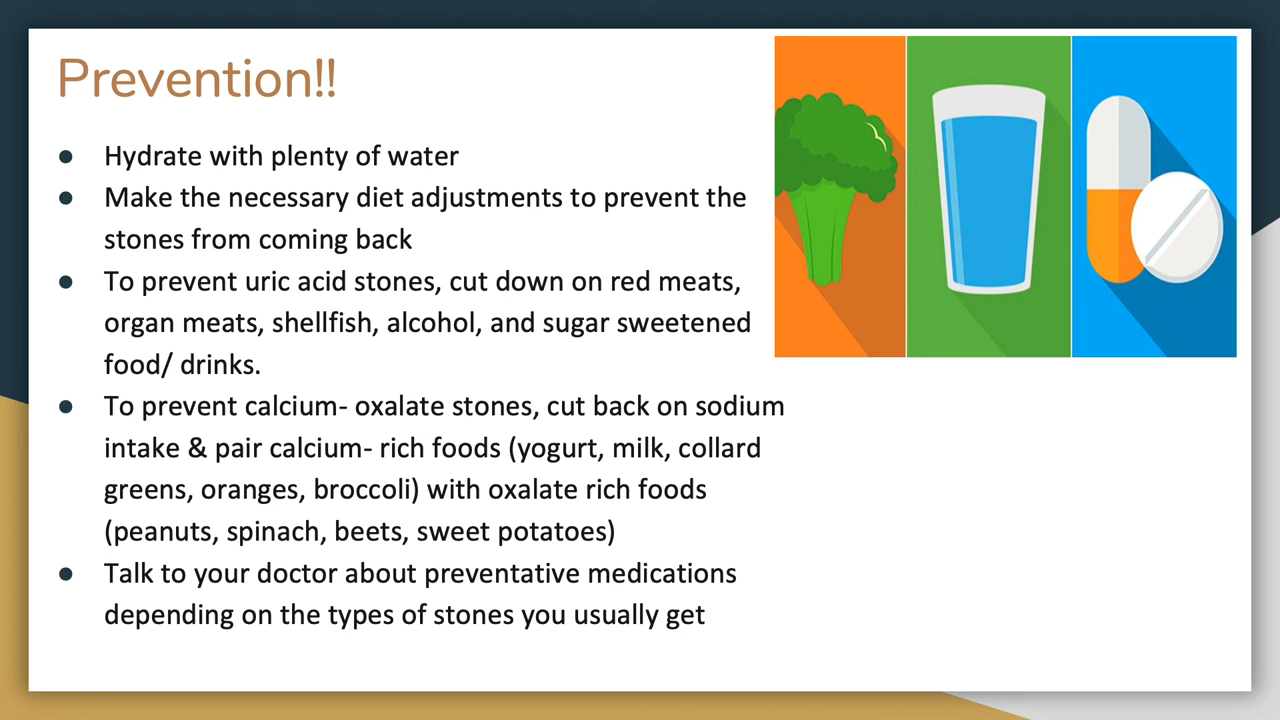 Prevention!!
● Hydrate with plenty of water
● Make the necessary diet adjustments to prevent the
stones from coming back
● To prevent uric acid stones, cut down on red meats,
organ meats, shellfish, alcohol, and sugar sweetened
food/ drinks.
● To prevent calcium- oxalate stones, cut back on sodium
intake & pair calcium- rich foods (yogurt, milk, collard
greens, oranges, broccoli) with oxalate rich foods
(peanuts, spinach, beets, sweet potatoes)
● Talk to your doctor about preventative medications
depending on the types of stones you usually get